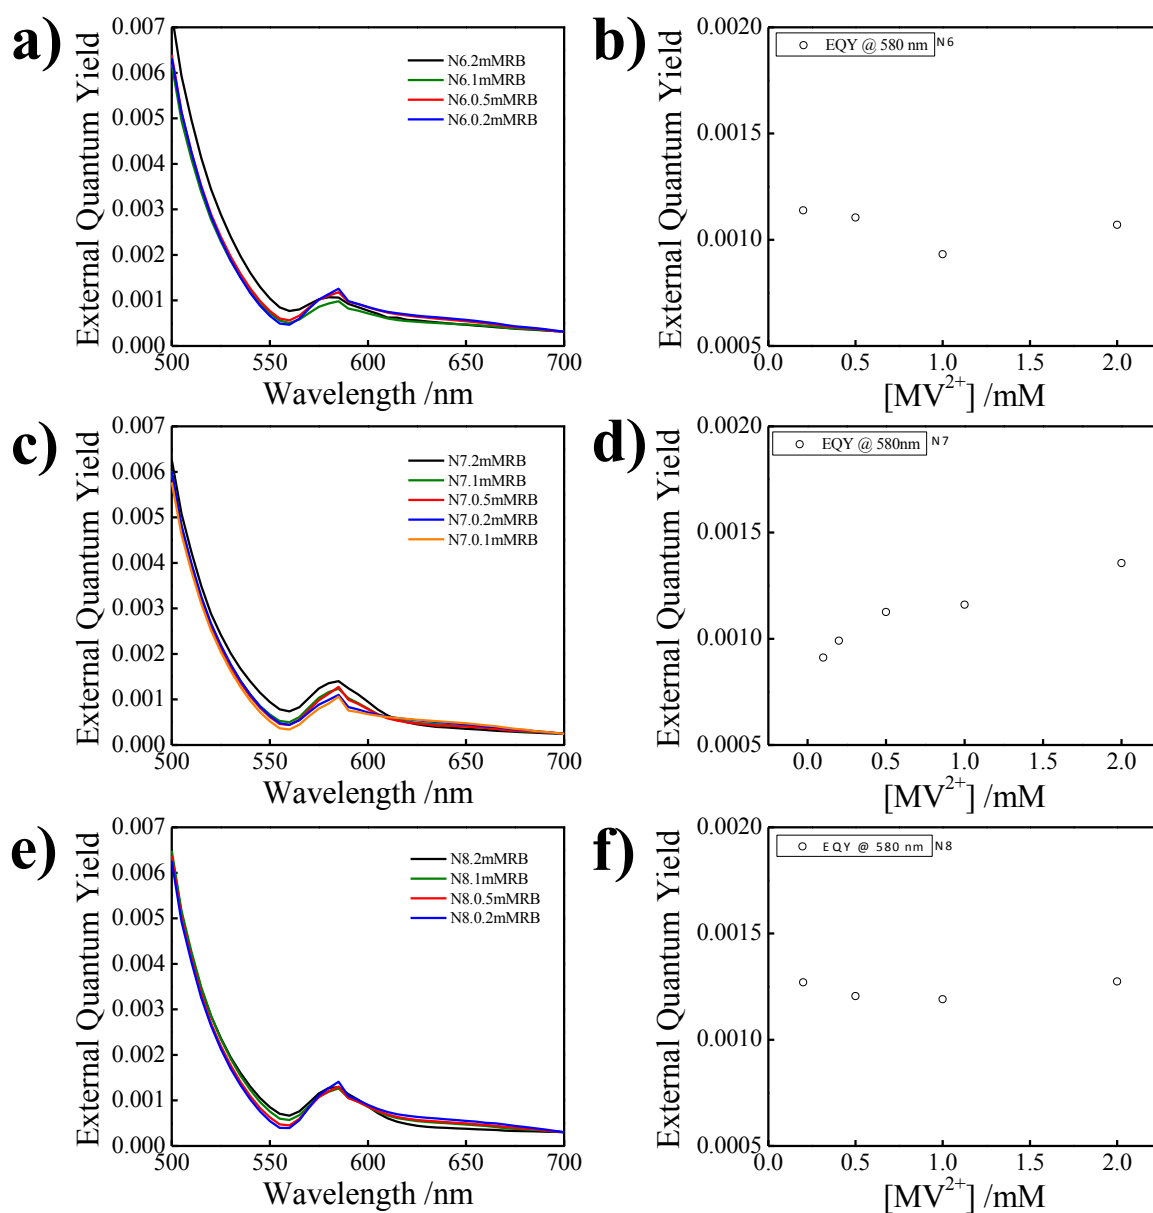 a)
External Quantum Yield
0.007
0.006
0.005
0.004
0.003
0.002
0.001
0.000
N6.2mMRB
N6.1mMRB
N6.0.5mMRB
N6.0.2mMRB
500 550 600 650 700
Wavelength /nm
b)
External Quantum Yield
0.0020
0.0015
0.0010
0.0005
EQY @ 580 nm N6
0.0 0.5 1.0 1.5 2.0
[MV²⁺] /mM
c)
External Quantum Yield
0.007
0.006
0.005
0.004
0.003
0.002
0.001
0.000
N7.2mMRB
N7.1mMRB
N7.0.5mMRB
N7.0.2mMRB
N7.0.1mMRB
500 550 600 650 700
Wavelength /nm
d)
External Quantum Yield
0.0020
0.0015
0.0010
0.0005
EQY @ 580nm N7
0.0 0.5 1.0 1.5 2.0
[MV²⁺] /mM
e)
External Quantum Yield
0.007
0.006
0.005
0.004
0.003
0.002
0.001
0.000
N8.2mMRB
N8.1mMRB
N8.0.5mMRB
N8.0.2mMRB
500 550 600 650 700
Wavelength /nm
f)
External Quantum Yield
0.0020
0.0015
0.0010
0.0005
EQY @ 580 nm N8
0.0 0.5 1.0 1.5 2.0
[MV²⁺] /mM